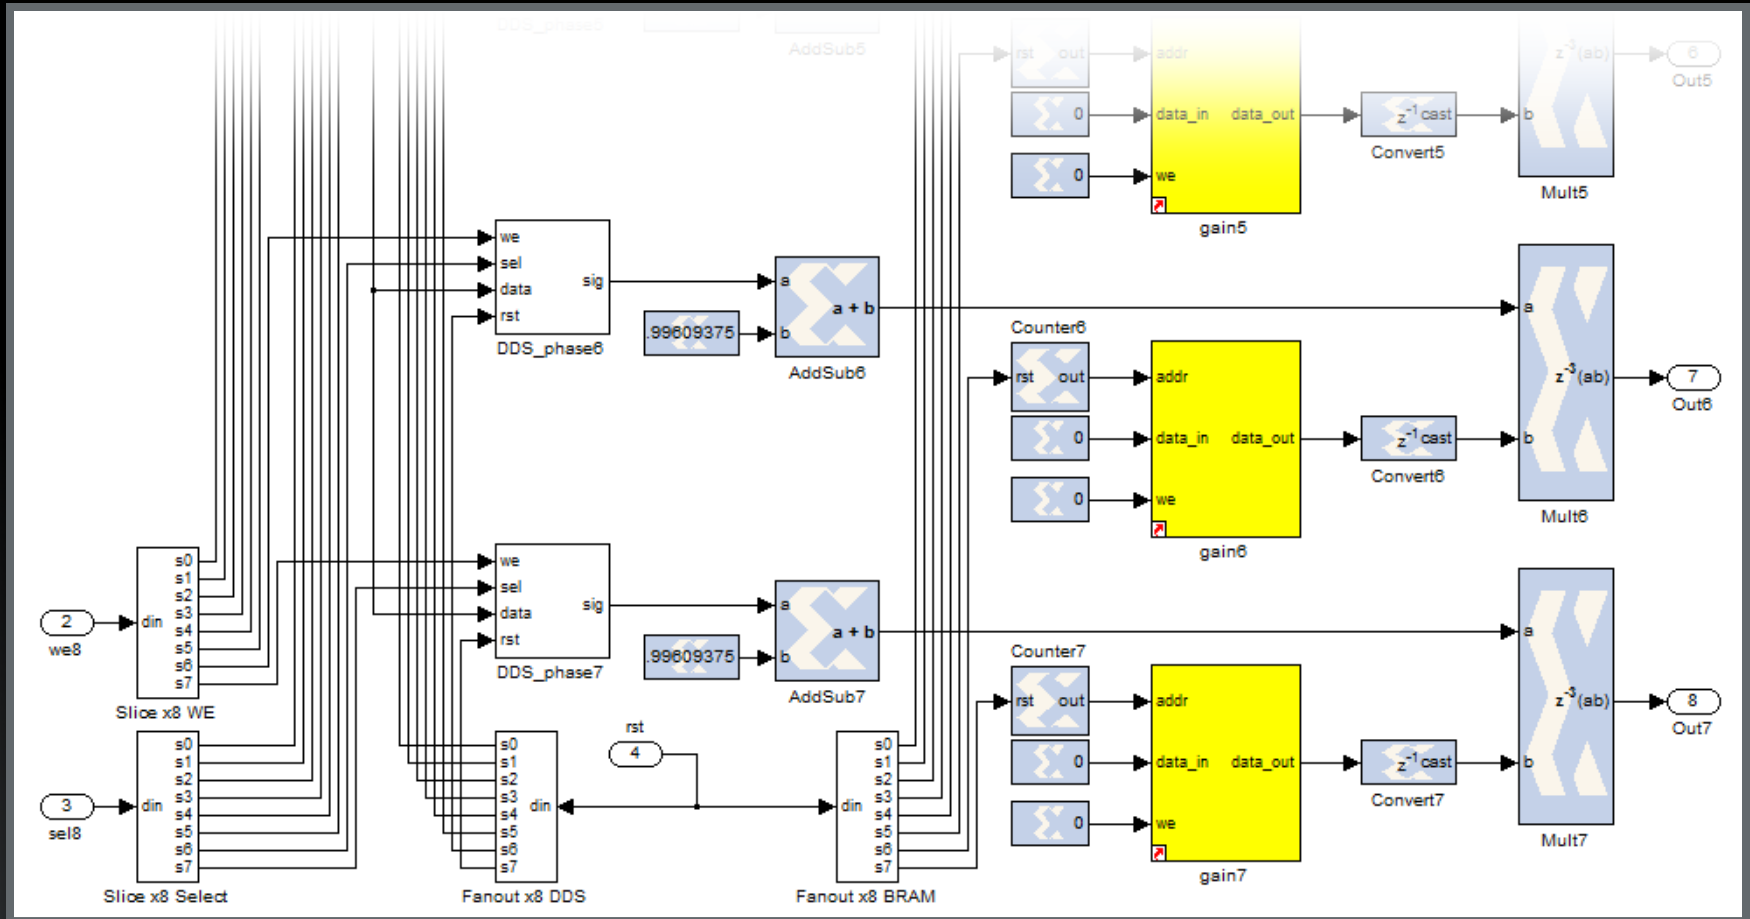 AddSub5
rst out
addr
z⁻³(ab)
6
Out5
0
data_in data_out
z⁻¹ cast
b
Convert5
0
we
Mult5
gain5
we
sel
data
rst
sig
DDS_phase6
.99609375
a
b
a + b
AddSub6
Counter6
rst out
addr
0
data_in data_out
0
we
gain6
z⁻¹ cast
Convert6
a
z⁻³(ab)
b
Mult6
7
Out6
we
sel
data
rst
sig
DDS_phase7
.99609375
a
b
a + b
AddSub7
Counter7
rst out
addr
0
data_in data_out
0
we
gain7
z⁻¹ cast
Convert7
a
z⁻³(ab)
b
Mult7
8
Out7
2
we8
din
s0
s1
s2
s3
s4
s5
s6
s7
Slice x8 WE
3
sel8
din
s0
s1
s2
s3
s4
s5
s6
s7
Slice x8 Select
s0
s1
s2
s3
s4
s5
s6
s7
din
Fanout x8 DDS
rst
4
din
s0
s1
s2
s3
s4
s5
s6
s7
Fanout x8 BRAM